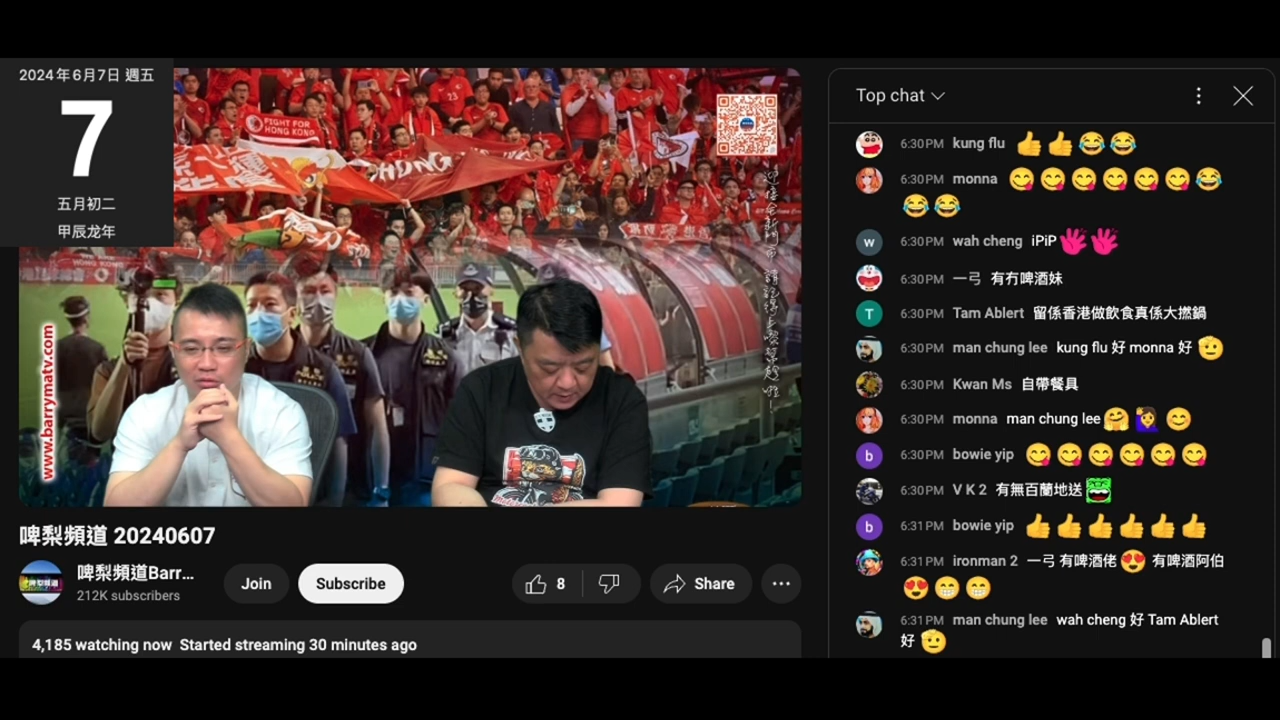 2024年6月7日 週五
7
五月初二
甲辰龙年
FIGHT FOR
HONG KONG
HONG
www.barrymatv.com
啤梨頻道 20240607
啤梨頻道Barr...
212K subscribers
Join
Subscribe
8
Share
4,185 watching now Started streaming 30 minutes ago
Top chat
6:30PM kung flu 👍👍😂😂
6:30PM monna 😋😋😋😋😋😋😂
😂😂
6:30PM wah cheng iPiP
6:30PM 一弓 有冇啤酒妹
6:30PM Tam Ablert 留係香港做飲食真係大撚鍋
6:30PM man chung lee kung flu 好 monna 好 🫡
6:30PM Kwan Ms 自帶餐具
6:30PM monna man chung lee 🤗🙋‍♀️😊
6:30PM bowie yip 😋😋😋😋😋😋
6:30PM V K 2 有無百蘭地送
6:31PM bowie yip 👍👍👍👍👍👍
6:31PM ironman 2 一弓 有啤酒佬 😍 有啤酒阿伯
😍😁😁
6:31PM man chung lee wah cheng 好 Tam Ablert
好 🫡